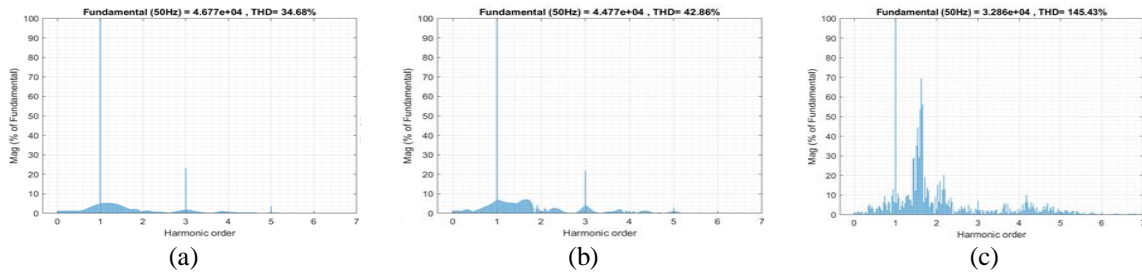 Fundamental (50Hz) = 4.677e+04 , THD= 34.68%
Mag (% of Fundamental)
100
90
80
70
60
50
40
30
20
10
0
0 1 2 3 4 5 6 7
Harmonic order
(a)
Fundamental (50Hz) = 4.477e+04 , THD= 42.86%
Mag (% of Fundamental)
100
90
80
70
60
50
40
30
20
10
0
0 1 2 3 4 5 6 7
Harmonic order
(b)
Fundamental (50Hz) = 3.286e+04 , THD= 145.43%
Mag (% of Fundamental)
100
90
80
70
60
50
40
30
20
10
0
0 1 2 3 4 5 6 7
Harmonic order
(c)